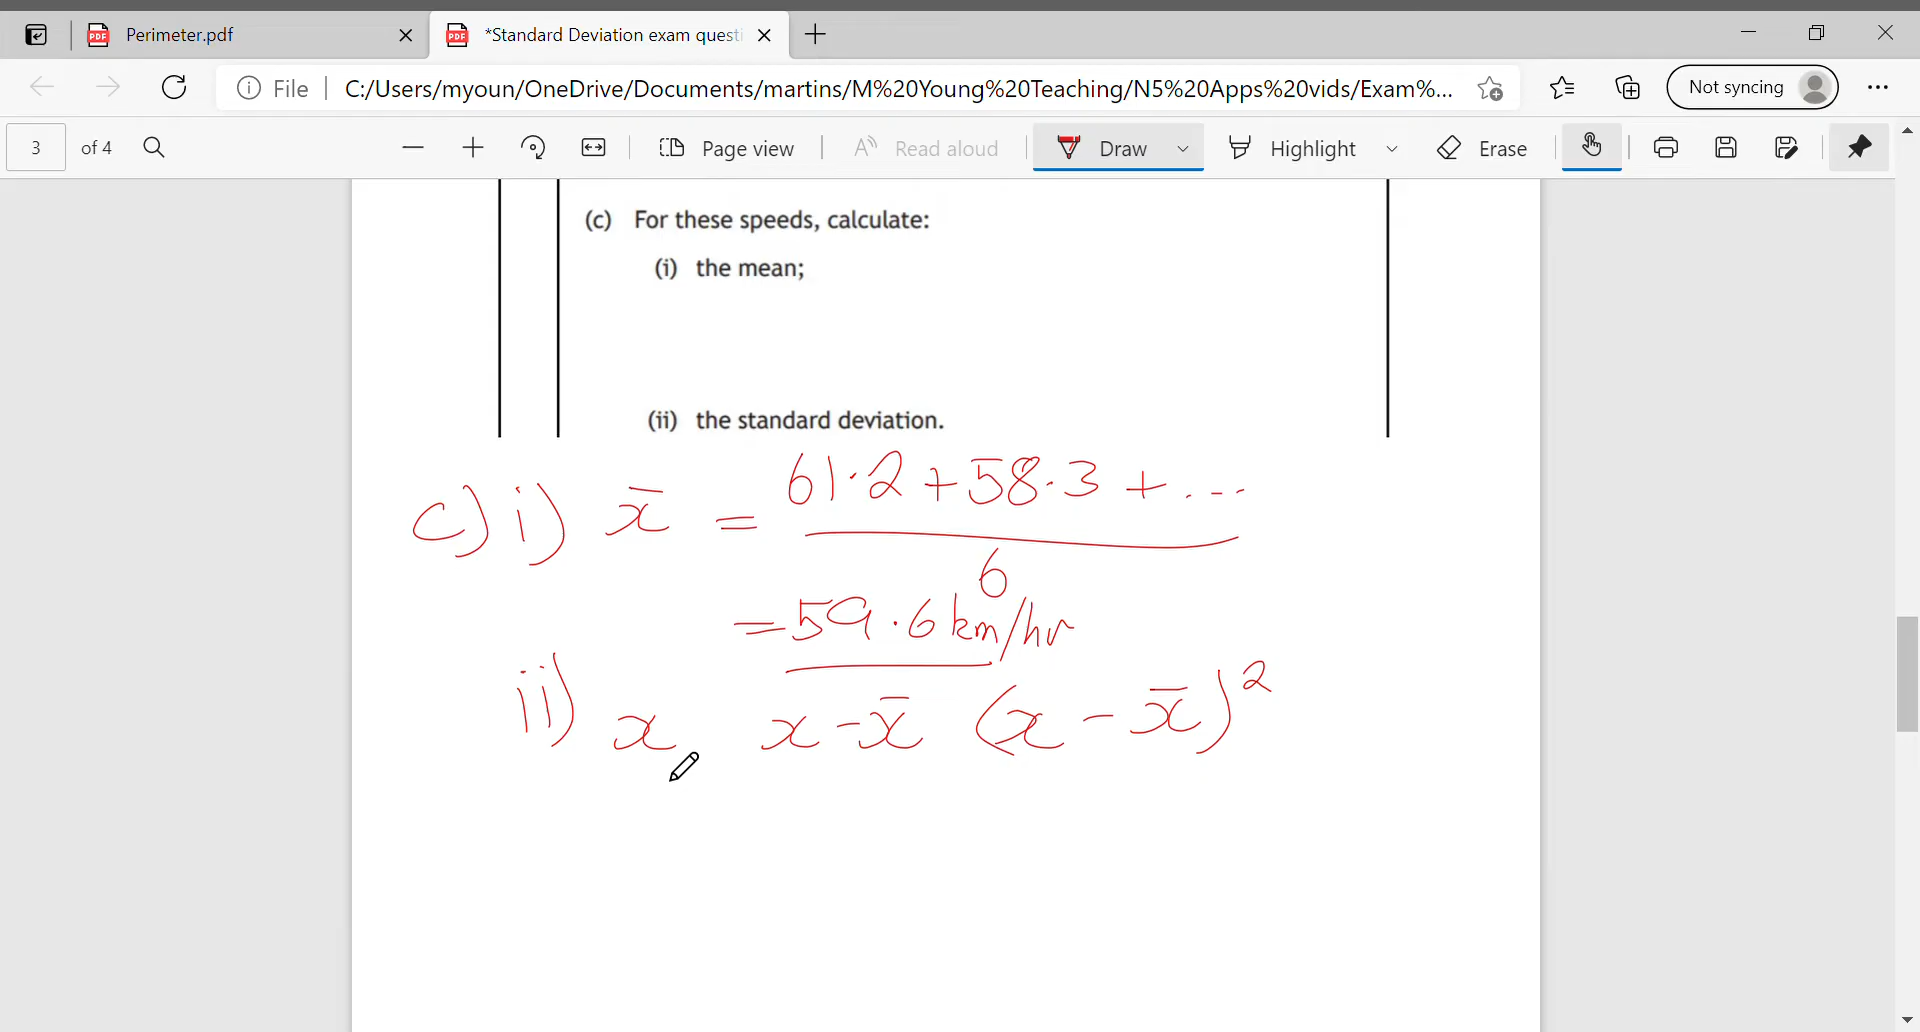 Perimeter.pdf
*Standard Deviation exam questi
File
C:/Users/myoun/OneDrive/Documents/martins/M%20Young%20Teaching/N5%20Apps%20vids/Exam%...
Not syncing
3 of 4
Page view
Read aloud
Draw
Highlight
Erase
(c) For these speeds, calculate:
(i) the mean;
(ii) the standard deviation.
c) i) x̄ = 61·2 + 58·3 + ...
6
= 59.6 km/hr
ii) x x - x̄ (x - x̄)²